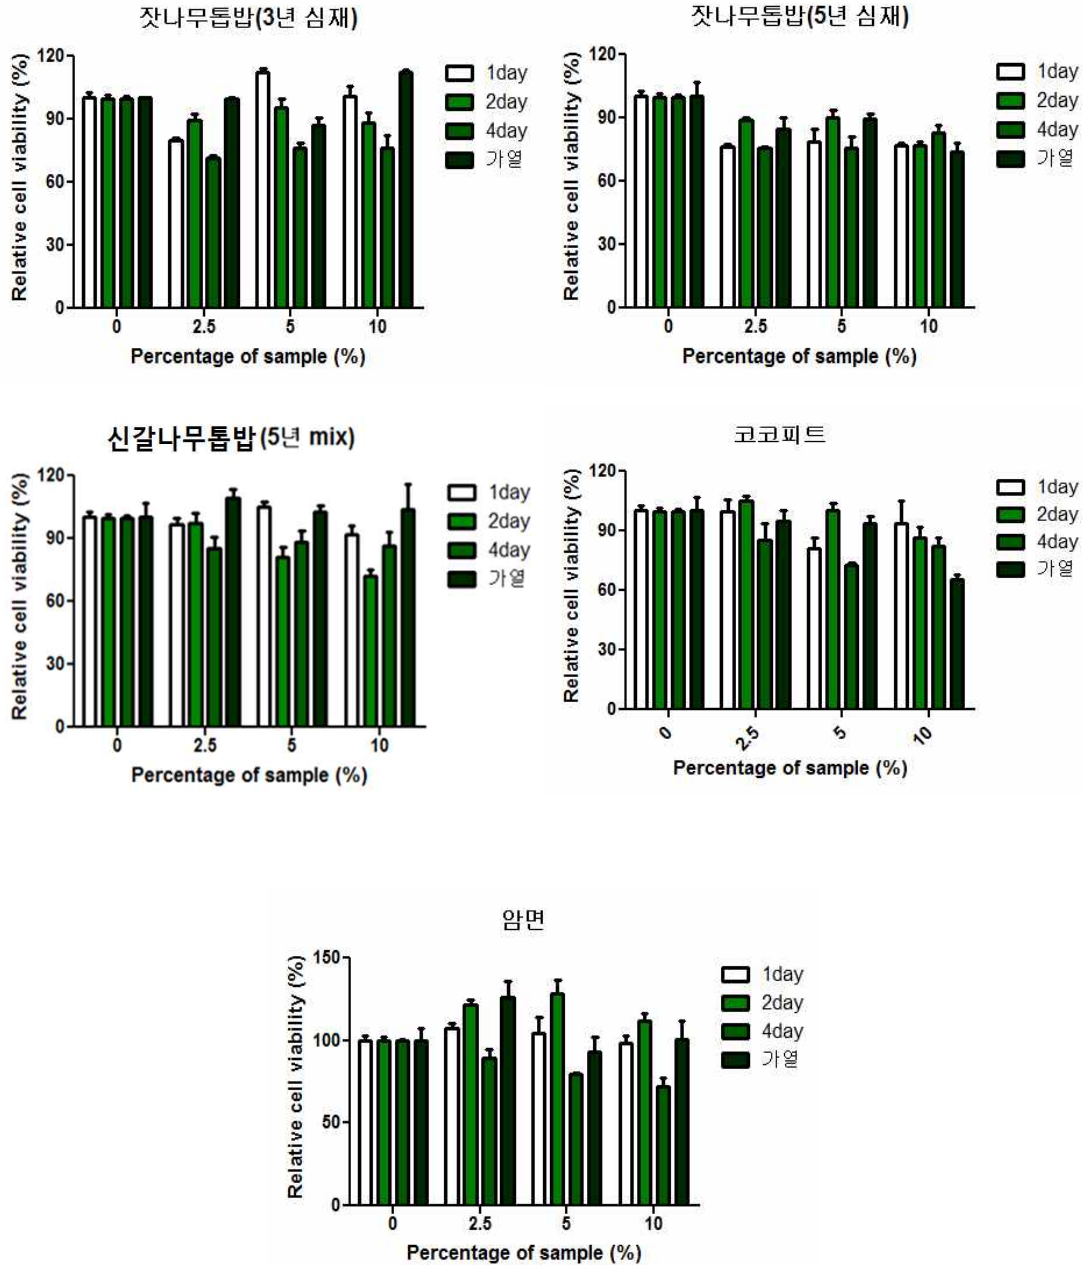 잣나무톱밥(3년 심재)
Relative cell viability (%)
120
90
60
30
0
0 2.5 5 10
Percentage of sample (%)
1day
2day
4day
가열
잣나무톱밥(5년 심재)
Relative cell viability (%)
120
90
60
30
0
0 2.5 5 10
Percentage of sample (%)
1day
2day
4day
가열
신갈나무톱밥(5년 mix)
Relative cell viability (%)
120
90
60
30
0
0 2.5 5 10
Percentage of sample (%)
1day
2day
4day
가열
코코피트
Relative cell viability (%)
120
90
60
30
0
0 2.5 5 10
Percentage of sample (%)
1day
2day
4day
가열
암면
Relative cell viability (%)
150
100
50
0
0 2.5 5 10
Percentage of sample (%)
1day
2day
4day
가열